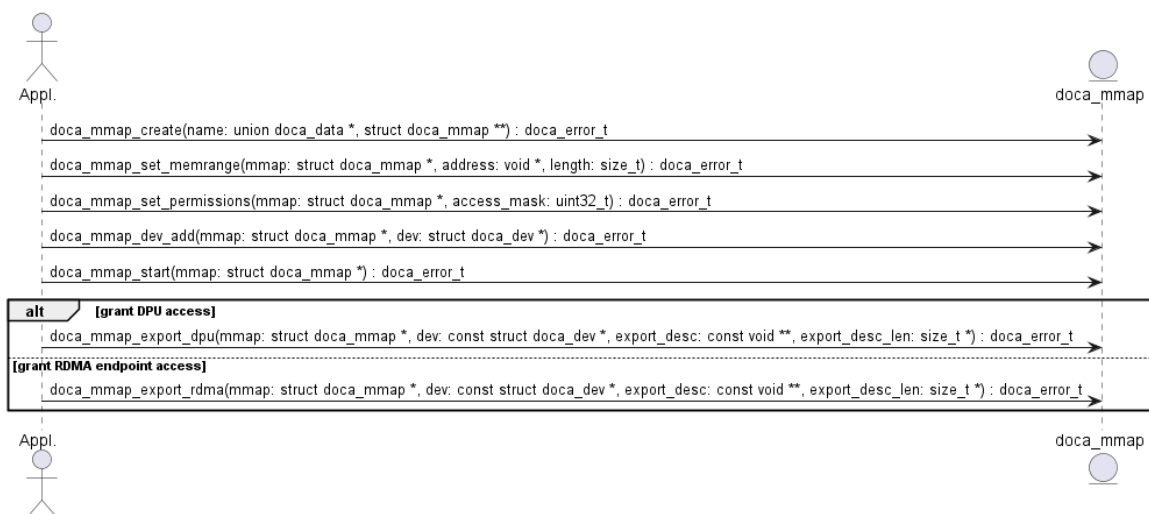 Appl.
doca_mmap
doca_mmap_create(name: union doca_data *, struct doca_mmap **) : doca_error_t
doca_mmap_set_memrange(mmap: struct doca_mmap *, address: void *, length: size_t) : doca_error_t
doca_mmap_set_permissions(mmap: struct doca_mmap *, access_mask: uint32_t) : doca_error_t
doca_mmap_dev_add(mmap: struct doca_mmap *, dev: struct doca_dev *) : doca_error_t
doca_mmap_start(mmap: struct doca_mmap *) : doca_error_t
alt [grant DPU access]
doca_mmap_export_dpu(mmap: struct doca_mmap *, dev: const struct doca_dev *, export_desc: const void **, export_desc_len: size_t *) : doca_error_t
[grant RDMA endpoint access]
doca_mmap_export_rdma(mmap: struct doca_mmap *, dev: const struct doca_dev *, export_desc: const void **, export_desc_len: size_t *) : doca_error_t
Appl.
doca_mmap